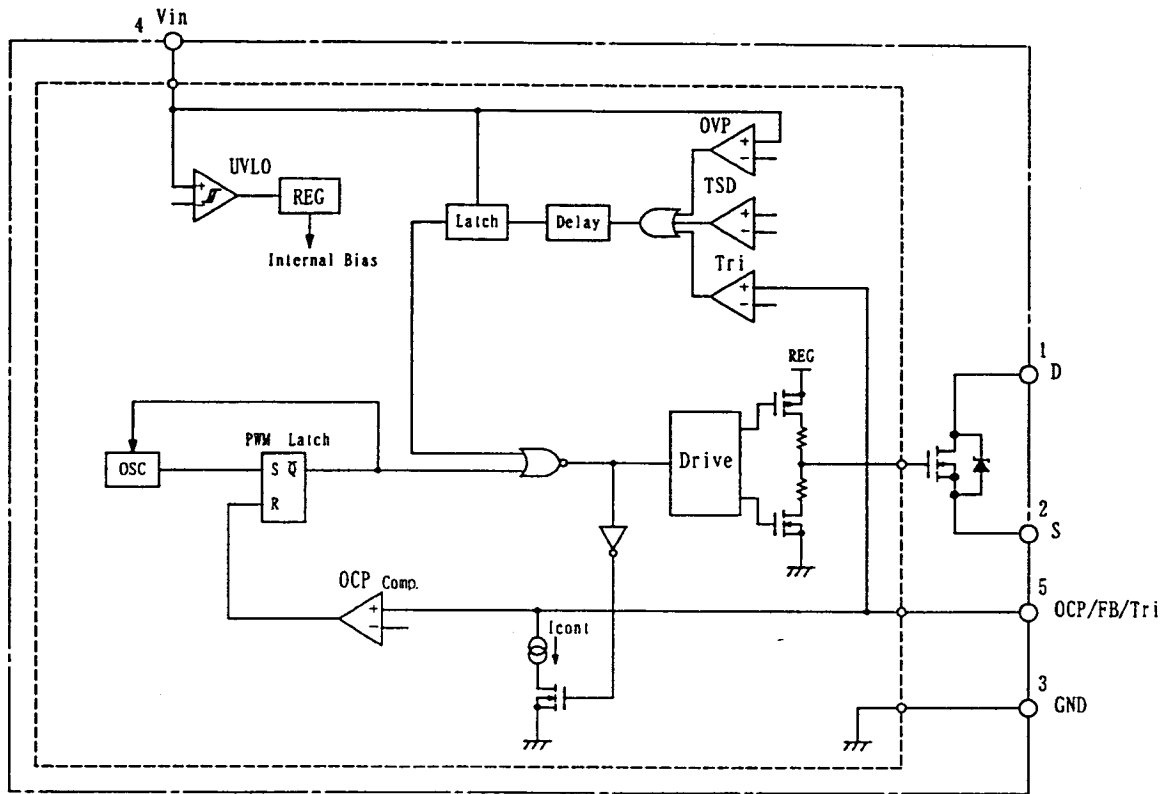 4 Vin
OVP
+
-
UVLO
+
-
REG
TSD
Latch
Delay
Internal Bias
Tri
+
-
REG
1
D
PWM Latch
OSC
S Q̅
R
Drive
2
S
OCP Comp.
+
-
Icont
5
OCP/FB/Tri
3
GND